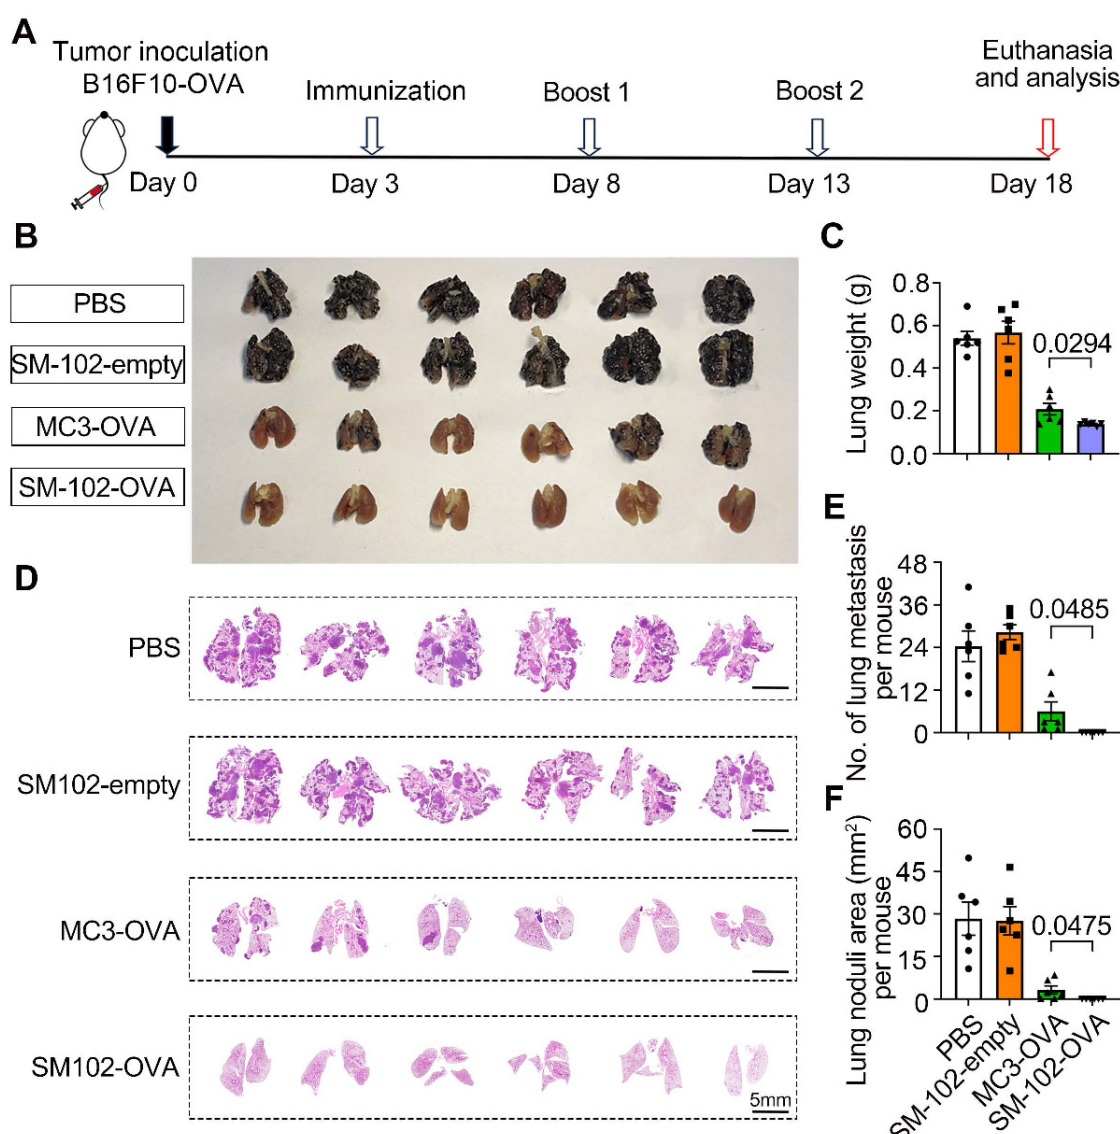 A
Tumor inoculation
B16F10-OVA
Immunization
Boost 1
Boost 2
Euthanasia
and analysis
Day 0
Day 3
Day 8
Day 13
Day 18
B
PBS
SM-102-empty
MC3-OVA
SM-102-OVA
C
Lung weight (g)
0.8
0.6
0.4
0.2
0.0
0.0294
D
PBS
SM102-empty
MC3-OVA
SM102-OVA
5mm
E
No. of lung metastasis
per mouse
48
36
24
12
0
0.0485
F
Lung noduli area (mm²)
per mouse
60
45
30
15
0
0.0475
PBS
SM-102-empty
MC3-OVA
SM-102-OVA